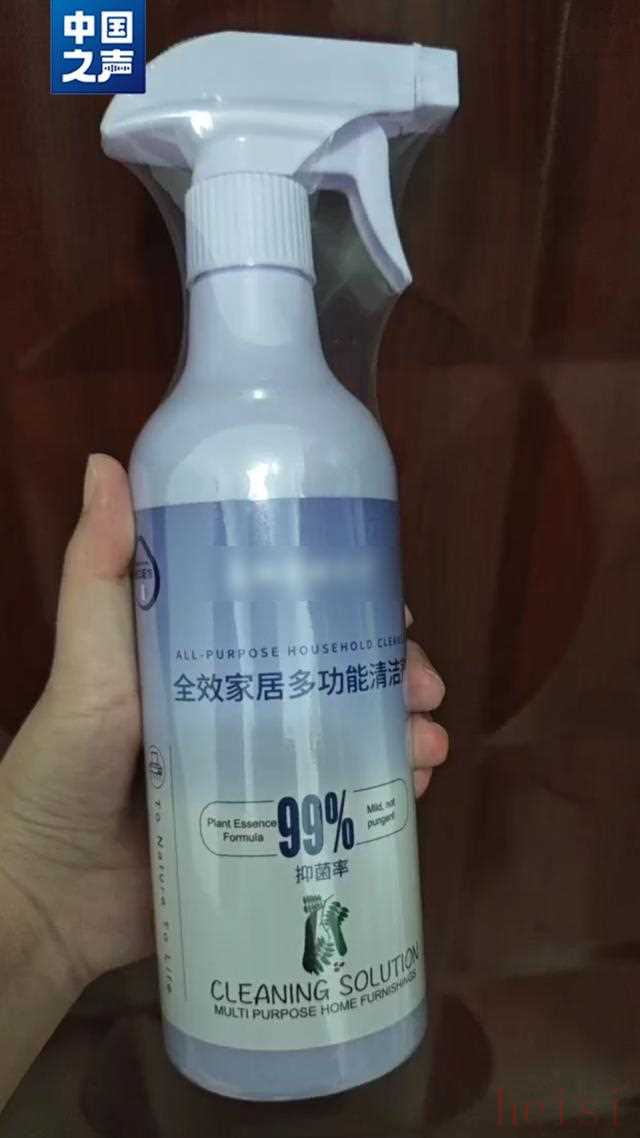 中国
之声
ALL-PURPOSE HOUSEHOLD
全效家居多功能清洁
Plant Essence
Formula
99%
Mild, not
pungent
抑菌率
To Nature To Life
CLEANING SOLUTION
MULTI PURPOSE HOME FURNISHINGS
heisi